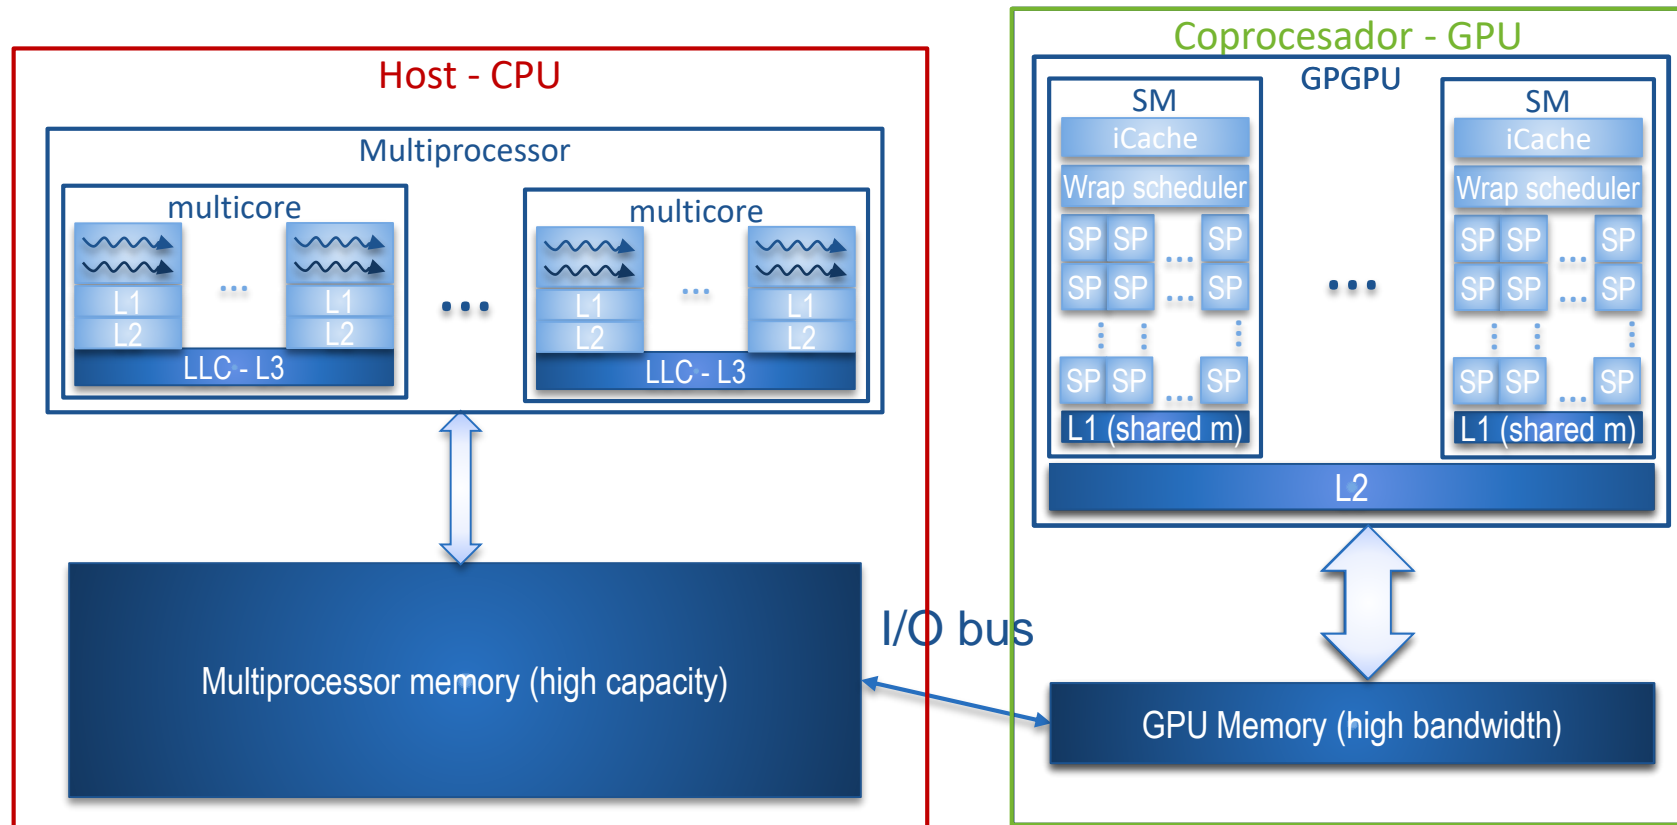 Host - CPU
Multiprocessor
multicore
L1
L2
...
L1
L2
LLC - L3
...
multicore
L1
L2
...
L1
L2
LLC - L3
Multiprocessor memory (high capacity)
I/O bus
Coprocesador - GPU
GPGPU
SM
iCache
Wrap scheduler
SP SP ... SP
SP SP ... SP
SP SP ... SP
L1 (shared m)
...
SM
iCache
Wrap scheduler
SP SP ... SP
SP SP ... SP
SP SP ... SP
L1 (shared m)
L2
GPU Memory (high bandwidth)